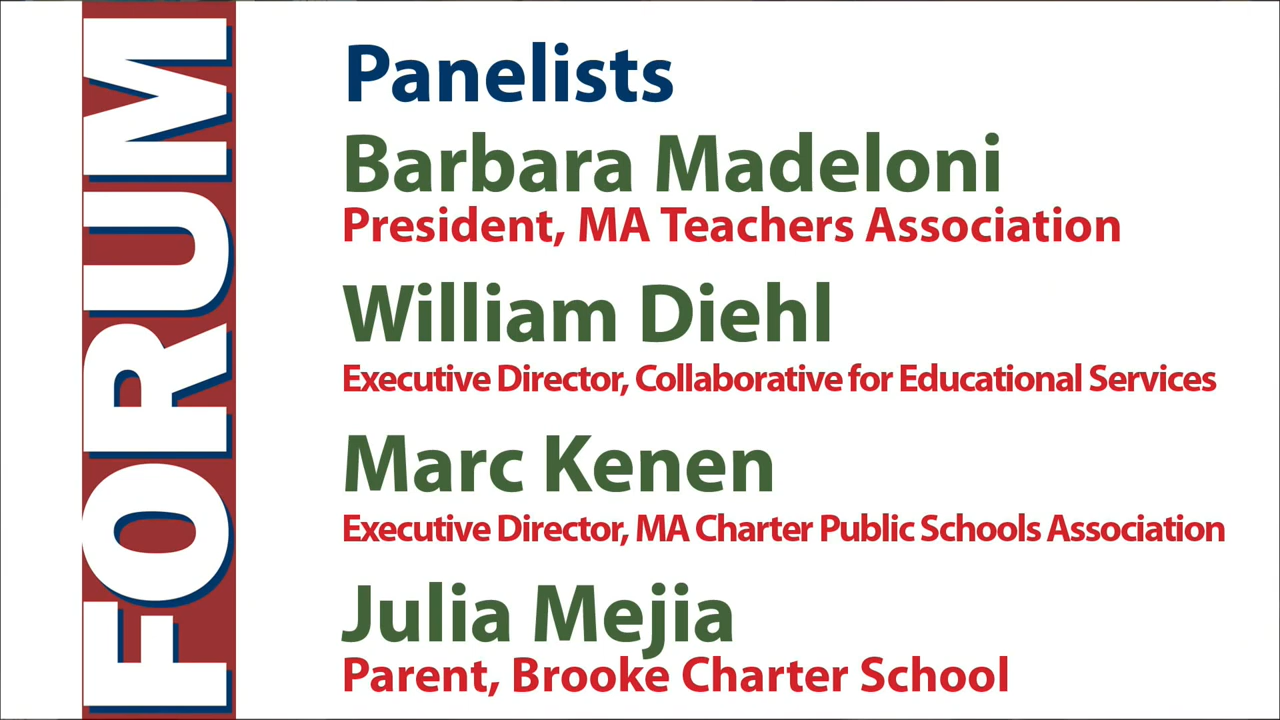 FORUM
Panelists
Barbara Madeloni
President, MA Teachers Association
William Diehl
Executive Director, Collaborative for Educational Services
Marc Kenen
Executive Director, MA Charter Public Schools Association
Julia Mejia
Parent, Brooke Charter School